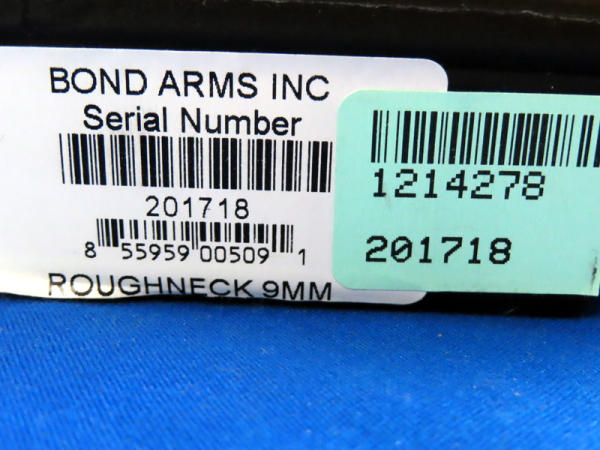 BOND ARMS INC
Serial Number
201718
8 55959 00509 1
ROUGHNECK 9MM
1214278
201718